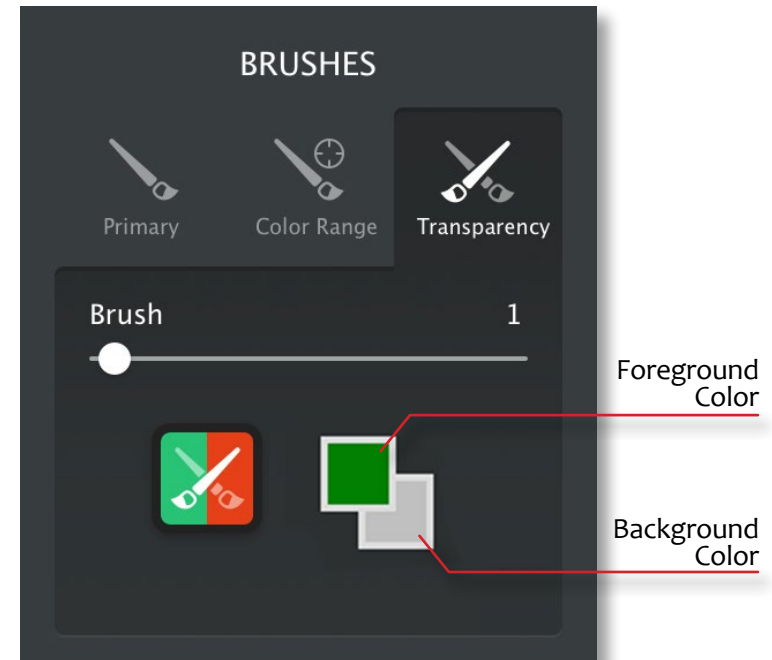 BRUSHES
Primary
Color Range
Transparency
Brush
1
Foreground
Color
Background
Color